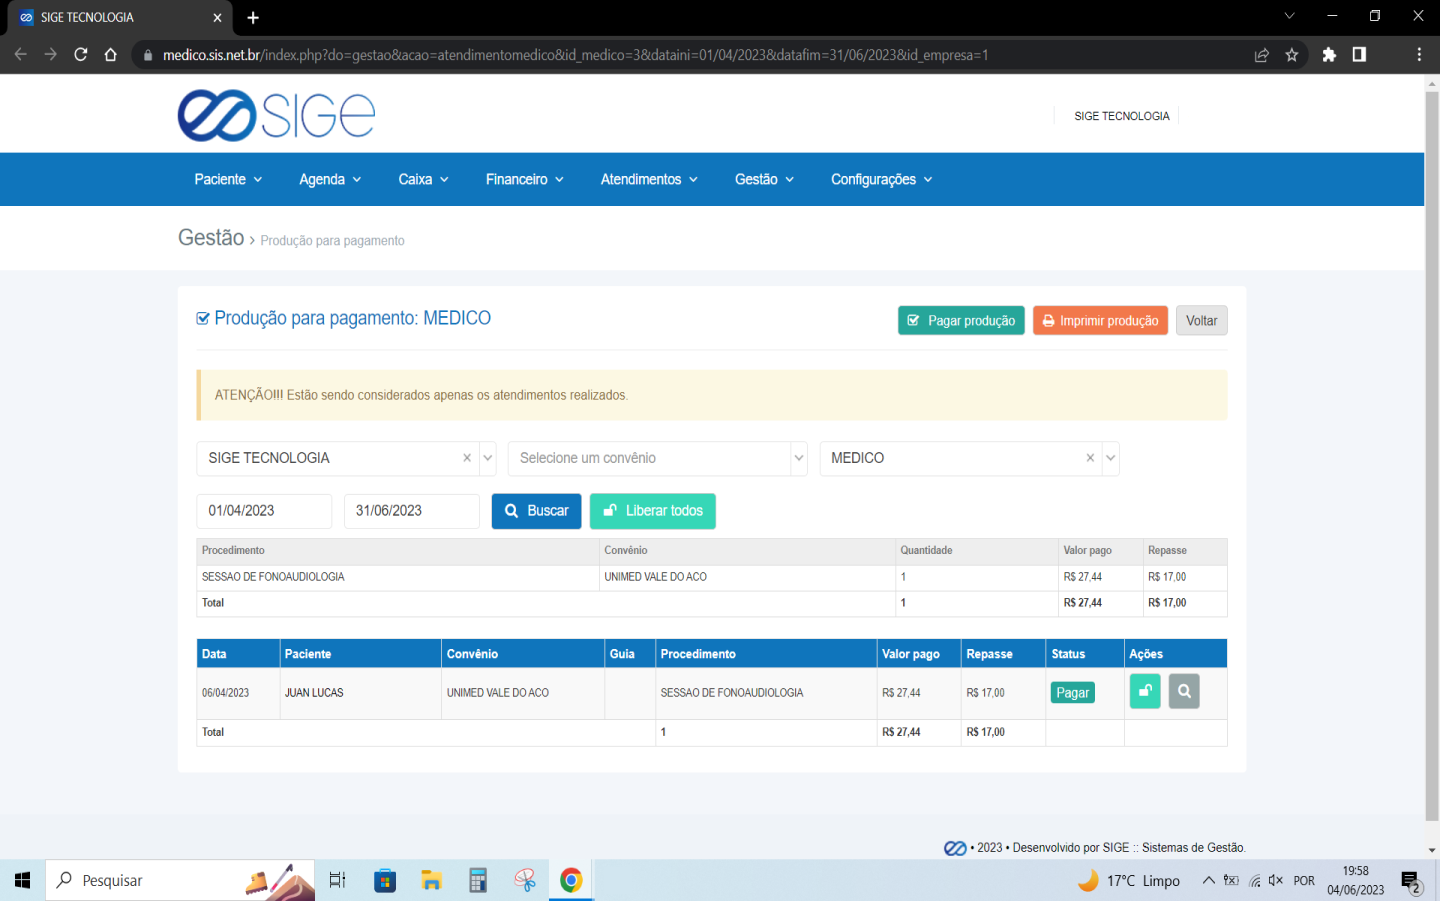 SIGE TECNOLOGIA
medico.sis.net.br/index.php?do=gestao&acao=atendimentomedico&id_medico=3&dataini=01/04/2023&datafim=31/06/2023&id_empresa=1
SIGE
SIGE TECNOLOGIA
Paciente Agenda Caixa Financeiro Atendimentos Gestão Configurações
Gestão › Produção para pagamento
Produção para pagamento: MEDICO
Pagar produção Imprimir produção Voltar
ATENÇÃO!!! Estão sendo considerados apenas os atendimentos realizados.
SIGE TECNOLOGIA × Selecione um convênio MEDICO ×
01/04/2023 31/06/2023 Buscar Liberar todos
Procedimento Convênio Quantidade Valor pago Repasse
SESSAO DE FONOAUDIOLOGIA UNIMED VALE DO ACO 1 R$ 27,44 R$ 17,00
Total 1 R$ 27,44 R$ 17,00
Data Paciente Convênio Guia Procedimento Valor pago Repasse Status Ações
06/04/2023 JUAN LUCAS UNIMED VALE DO ACO SESSAO DE FONOAUDIOLOGIA R$ 27,44 R$ 17,00 Pagar
Total 1 R$ 27,44 R$ 17,00
• 2023 • Desenvolvido por SIGE :: Sistemas de Gestão.
Pesquisar
17°C Limpo
POR
19:58
04/06/2023
2